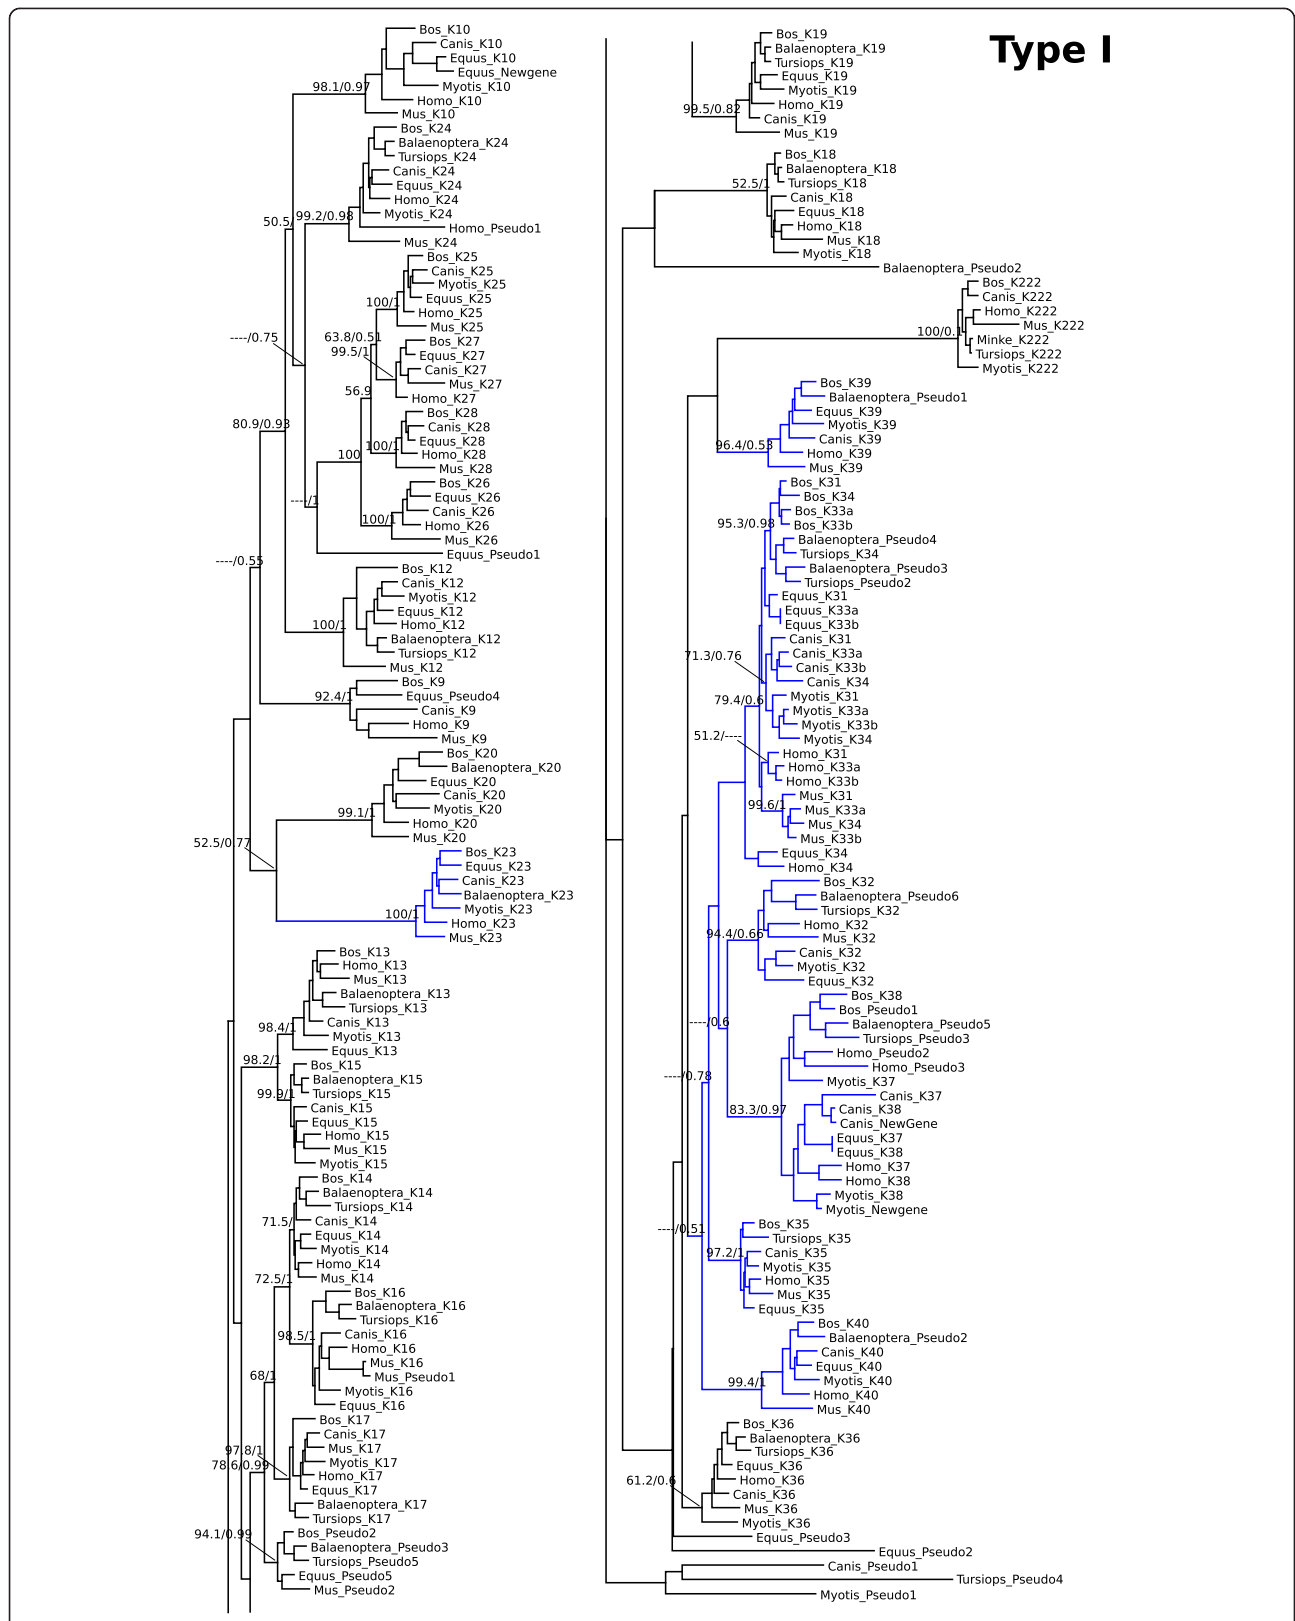 Type I
Bos_K10
Canis_K10
Equus_K10
Equus_Newgene
Myotis_K10
98.1/0.97
Homo_K10
Mus_K10
Bos_K24
Balaenoptera_K24
Tursiops_K24
Canis_K24
Equus_K24
Homo_K24
Myotis_K24
50.5/
99.2/0.98
Homo_Pseudo1
Mus_K24
Bos_K25
Canis_K25
Myotis_K25
Equus_K25
100/1
Homo_K25
Mus_K25
----/0.75
63.8/0.51
Bos_K27
99.5/1
Equus_K27
Canis_K27
Mus_K27
56.9
Homo_K27
Bos_K28
80.9/0.93
Canis_K28
Equus_K28
100/1
Homo_K28
100
Mus_K28
Bos_K26
----/1
Equus_K26
Canis_K26
100/1
Homo_K26
Mus_K26
Equus_Pseudo1
----/0.55
Bos_K12
Canis_K12
Myotis_K12
Equus_K12
100/1
Homo_K12
Balaenoptera_K12
Tursiops_K12
Mus_K12
Bos_K9
92.4/1
Equus_Pseudo4
Canis_K9
Homo_K9
Mus_K9
Bos_K20
Balaenoptera_K20
Equus_K20
Canis_K20
Myotis_K20
99.1/1
Homo_K20
Mus_K20
52.5/0.77
Bos_K23
Equus_K23
Canis_K23
Balaenoptera_K23
Myotis_K23
100/1
Homo_K23
Mus_K23
Bos_K13
Homo_K13
Mus_K13
Balaenoptera_K13
Tursiops_K13
Canis_K13
98.4/1
Myotis_K13
Equus_K13
98.2/1
Bos_K15
Balaenoptera_K15
99.9/1
Tursiops_K15
Canis_K15
Equus_K15
Homo_K15
Mus_K15
Myotis_K15
Bos_K14
Balaenoptera_K14
Tursiops_K14
71.5/
Canis_K14
Equus_K14
Myotis_K14
Homo_K14
72.5/1
Mus_K14
Bos_K16
Balaenoptera_K16
Tursiops_K16
98.5/1
Canis_K16
Homo_K16
Mus_K16
68/1
Mus_Pseudo1
Myotis_K16
Equus_K16
Bos_K17
Canis_K17
97.8/1
Mus_K17
78.6/0.99
Myotis_K17
Homo_K17
Equus_K17
Balaenoptera_K17
Tursiops_K17
94.1/0.99
Bos_Pseudo2
Balaenoptera_Pseudo3
Tursiops_Pseudo5
Equus_Pseudo5
Mus_Pseudo2
Bos_K19
Balaenoptera_K19
Tursiops_K19
Equus_K19
Myotis_K19
99.5/0.82
Homo_K19
Canis_K19
Mus_K19
Bos_K18
Balaenoptera_K18
52.5/1
Tursiops_K18
Canis_K18
Equus_K18
Homo_K18
Mus_K18
Myotis_K18
Balaenoptera_Pseudo2
Bos_K222
Canis_K222
Homo_K222
100/0.1
Mus_K222
Minke_K222
Tursiops_K222
Myotis_K222
Bos_K39
Balaenoptera_Pseudo1
Equus_K39
Myotis_K39
96.4/0.53
Canis_K39
Homo_K39
Mus_K39
Bos_K31
Bos_K34
Bos_K33a
95.3/0.98
Bos_K33b
Balaenoptera_Pseudo4
Tursiops_K34
Balaenoptera_Pseudo3
Tursiops_Pseudo2
Equus_K31
Equus_K33a
Equus_K33b
Canis_K31
71.3/0.76
Canis_K33a
Canis_K33b
Canis_K34
79.4/0.6
Myotis_K31
Myotis_K33a
Myotis_K33b
51.2/----
Myotis_K34
Homo_K31
Homo_K33a
Homo_K33b
99.6/1
Mus_K31
Mus_K33a
Mus_K34
Mus_K33b
Equus_K34
Homo_K34
Bos_K32
Balaenoptera_Pseudo6
Tursiops_K32
94.4/0.66
Homo_K32
Mus_K32
Canis_K32
Myotis_K32
Equus_K32
Bos_K38
Bos_Pseudo1
----/0.6
Balaenoptera_Pseudo5
Tursiops_Pseudo3
Homo_Pseudo2
----/0.78
Homo_Pseudo3
Myotis_K37
Canis_K37
83.3/0.97
Canis_K38
Canis_NewGene
Equus_K37
Equus_K38
Homo_K37
Homo_K38
Myotis_K38
Myotis_Newgene
----/0.51
Bos_K35
Tursiops_K35
97.2/1
Canis_K35
Myotis_K35
Homo_K35
Mus_K35
Equus_K35
Bos_K40
Balaenoptera_Pseudo2
Canis_K40
Equus_K40
99.4/1
Myotis_K40
Homo_K40
Mus_K40
Bos_K36
Balaenoptera_K36
Tursiops_K36
Equus_K36
61.2/0.6
Homo_K36
Canis_K36
Mus_K36
Myotis_K36
Equus_Pseudo3
Equus_Pseudo2
Canis_Pseudo1
Tursiops_Pseudo4
Myotis_Pseudo1